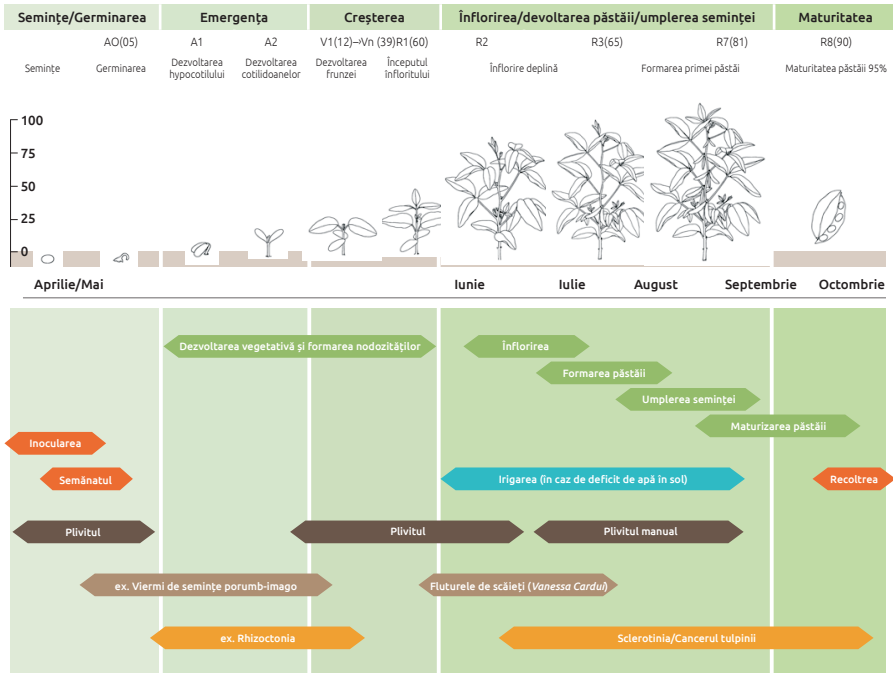 Semințe/Germinarea
Emergența
Creșterea
Înflorirea/devoltarea păstăii/umplerea seminței
Maturitatea
AO(05)
A1
A2
V1(12)→Vn (39)R1(60)
R2
R3(65)
R7(81)
R8(90)
Semințe
Germinarea
Dezvoltarea
hypocotilului
Dezvoltarea
cotilidoanelor
Dezvoltarea
frunzei
Începutul
înfloritului
Înflorire deplină
Formarea primei păstăi
Maturitatea păstăii 95%
100
75
50
25
0
Aprilie/Mai
Iunie
Iulie
August
Septembrie
Octombrie
Dezvoltarea vegetativă și formarea nodozităților
Înflorirea
Formarea păstăii
Umplerea seminței
Maturizarea păstăii
Inocularea
Semănatul
Irigarea (în caz de deficit de apă în sol)
Recoltrea
Plivitul
Plivitul
Plivitul manual
ex. Viermi de semințe porumb-imago
Fluturele de scăieți (Vanessa Cardui)
ex. Rhizoctonia
Sclerotinia/Cancerul tulpinii